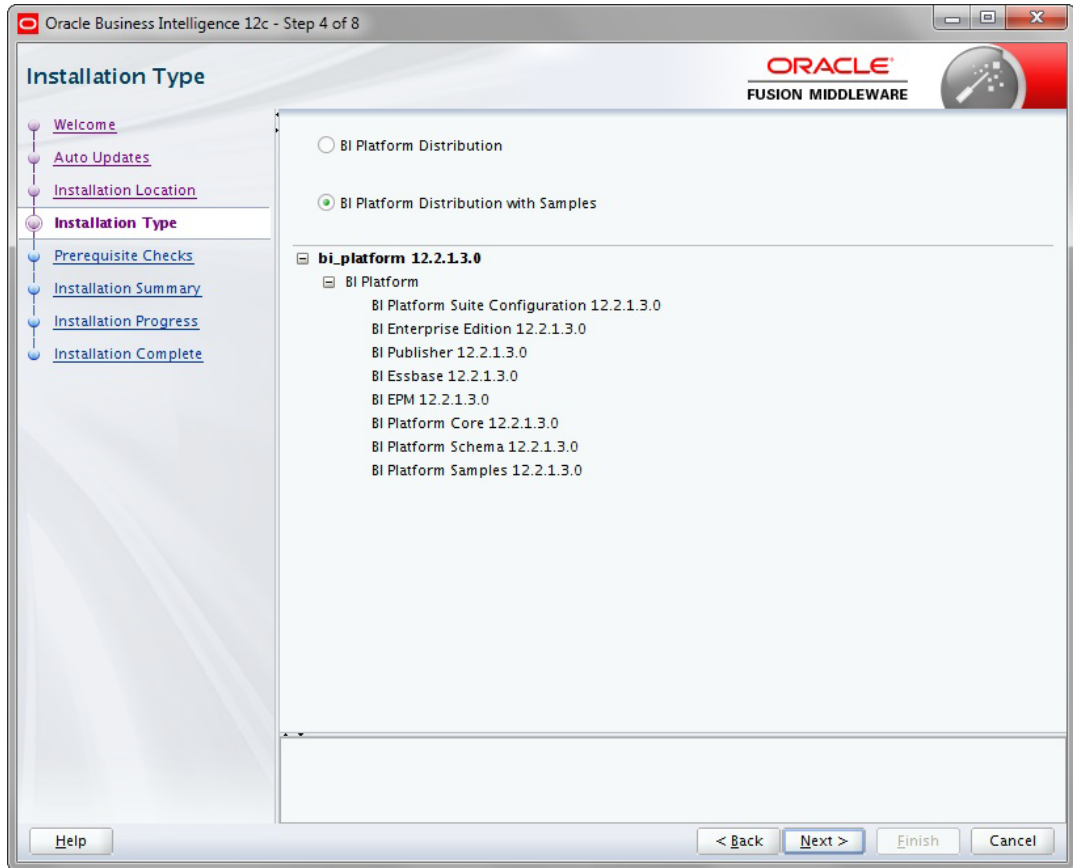 Oracle Business Intelligence 12c - Step 4 of 8
Installation Type
ORACLE
FUSION MIDDLEWARE
Welcome
Auto Updates
Installation Location
Installation Type
Prerequisite Checks
Installation Summary
Installation Progress
Installation Complete
BI Platform Distribution
BI Platform Distribution with Samples
bi_platform 12.2.1.3.0
BI Platform
BI Platform Suite Configuration 12.2.1.3.0
BI Enterprise Edition 12.2.1.3.0
BI Publisher 12.2.1.3.0
BI Essbase 12.2.1.3.0
BI EPM 12.2.1.3.0
BI Platform Core 12.2.1.3.0
BI Platform Schema 12.2.1.3.0
BI Platform Samples 12.2.1.3.0
Help
< Back Next > Finish Cancel